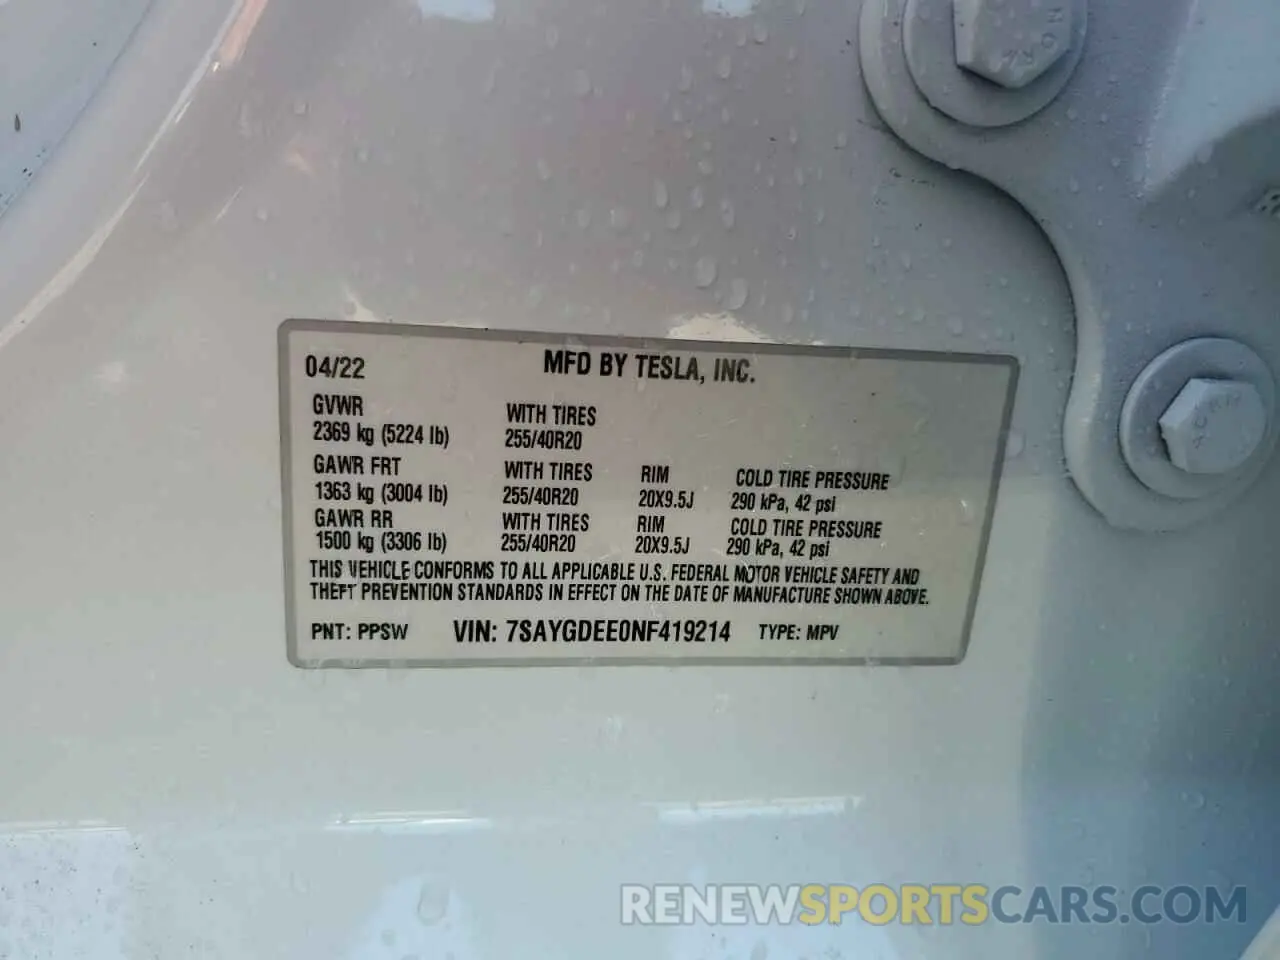 04/22 MFD BY TESLA, INC.
GVWR WITH TIRES
2369 kg (5224 lb) 255/40R20
GAWR FRT WITH TIRES RIM COLD TIRE PRESSURE
1363 kg (3004 lb) 255/40R20 20X9.5J 290 kPa, 42 psi
GAWR RR WITH TIRES RIM COLD TIRE PRESSURE
1500 kg (3306 lb) 255/40R20 20X9.5J 290 kPa, 42 psi
THIS VEHICLE CONFORMS TO ALL APPLICABLE U.S. FEDERAL MOTOR VEHICLE SAFETY AND
THEFT PREVENTION STANDARDS IN EFFECT ON THE DATE OF MANUFACTURE SHOWN ABOVE.
PNT: PPSW VIN: 7SAYGDEE0NF419214 TYPE: MPV
RENEWSPORTSCARS.COM